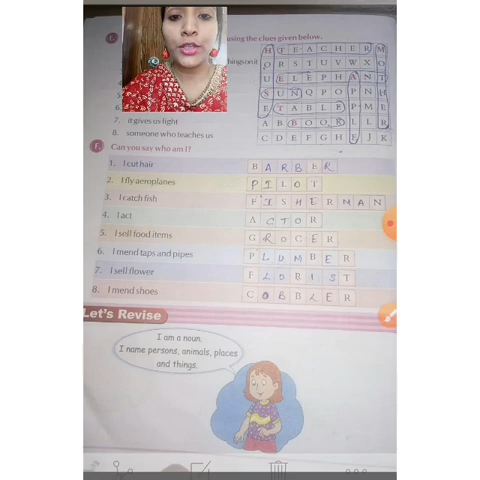 using the clues given below.
H T E A C H E R M
O R S T U V W X O
things on it
U E L E P H A N T
S U N Q P O P N H
E T A B L E P M E
7. it gives us light
A B B O O K L L R
8. someone who teaches us
C D E F G H E J K
F. Can you say who am I?
1. I cut hair B A R B E R
2. I fly aeroplanes P I L O T
3. I catch fish F I S H E R M A N
4. I act A C T O R
5. I sell food items G R O C E R
6. I mend taps and pipes P L U M B E R
7. I sell flower F L O R I S T
8. I mend shoes C O B B L E R
Let's Revise
I am a noun.
I name persons, animals, places
and things.